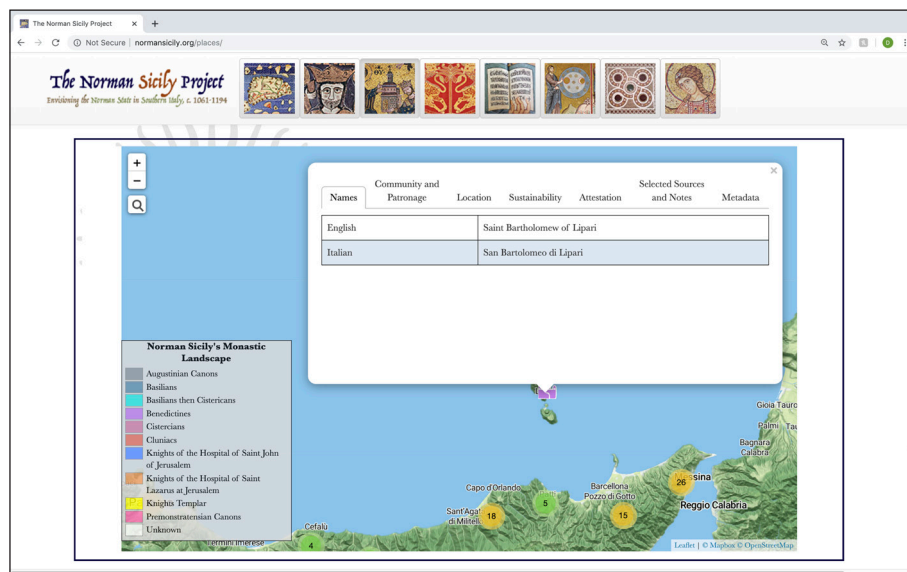 The Norman Sicily Project
Not Secure | normansicily.org/places/
The Norman Sicily Project
Envisioning the Norman State in Southern Italy, c. 1061-1194
+
−
Names
Community and
Patronage
Location
Sustainability
Attestation
Selected Sources
and Notes
Metadata
English
Saint Bartholomew of Lipari
Italian
San Bartolomeo di Lipari
Norman Sicily's Monastic
Landscape
Augustinian Canons
Basilians
Basilians then Cistericans
Benedictines
Cistercians
Cluniacs
Knights of the Hospital of Saint John
of Jerusalem
Knights of the Hospital of Saint
Lazarus at Jerusalem
Knights Templar
Premonstratensian Canons
Unknown
Gioia Tauro
Palmi
Bagnara
Calabra
26
Reggio Calabria
Capo d'Orlando
Barcellona
Pozzo di Gotto
5
15
Sant'Agat
di Militell
18
Cefalù
4
Termini Imerese
Leaflet | © Mapbox © OpenStreetMap